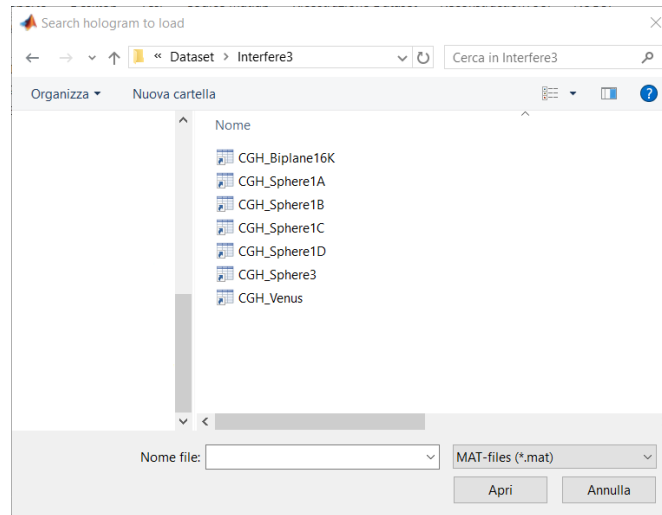 Search hologram to load
« Dataset > Interfere3
Cerca in Interfere3
Organizza
Nuova cartella
Nome
CGH_Biplane16K
CGH_Sphere1A
CGH_Sphere1B
CGH_Sphere1C
CGH_Sphere1D
CGH_Sphere3
CGH_Venus
Nome file:
MAT-files (*.mat)
Apri
Annulla